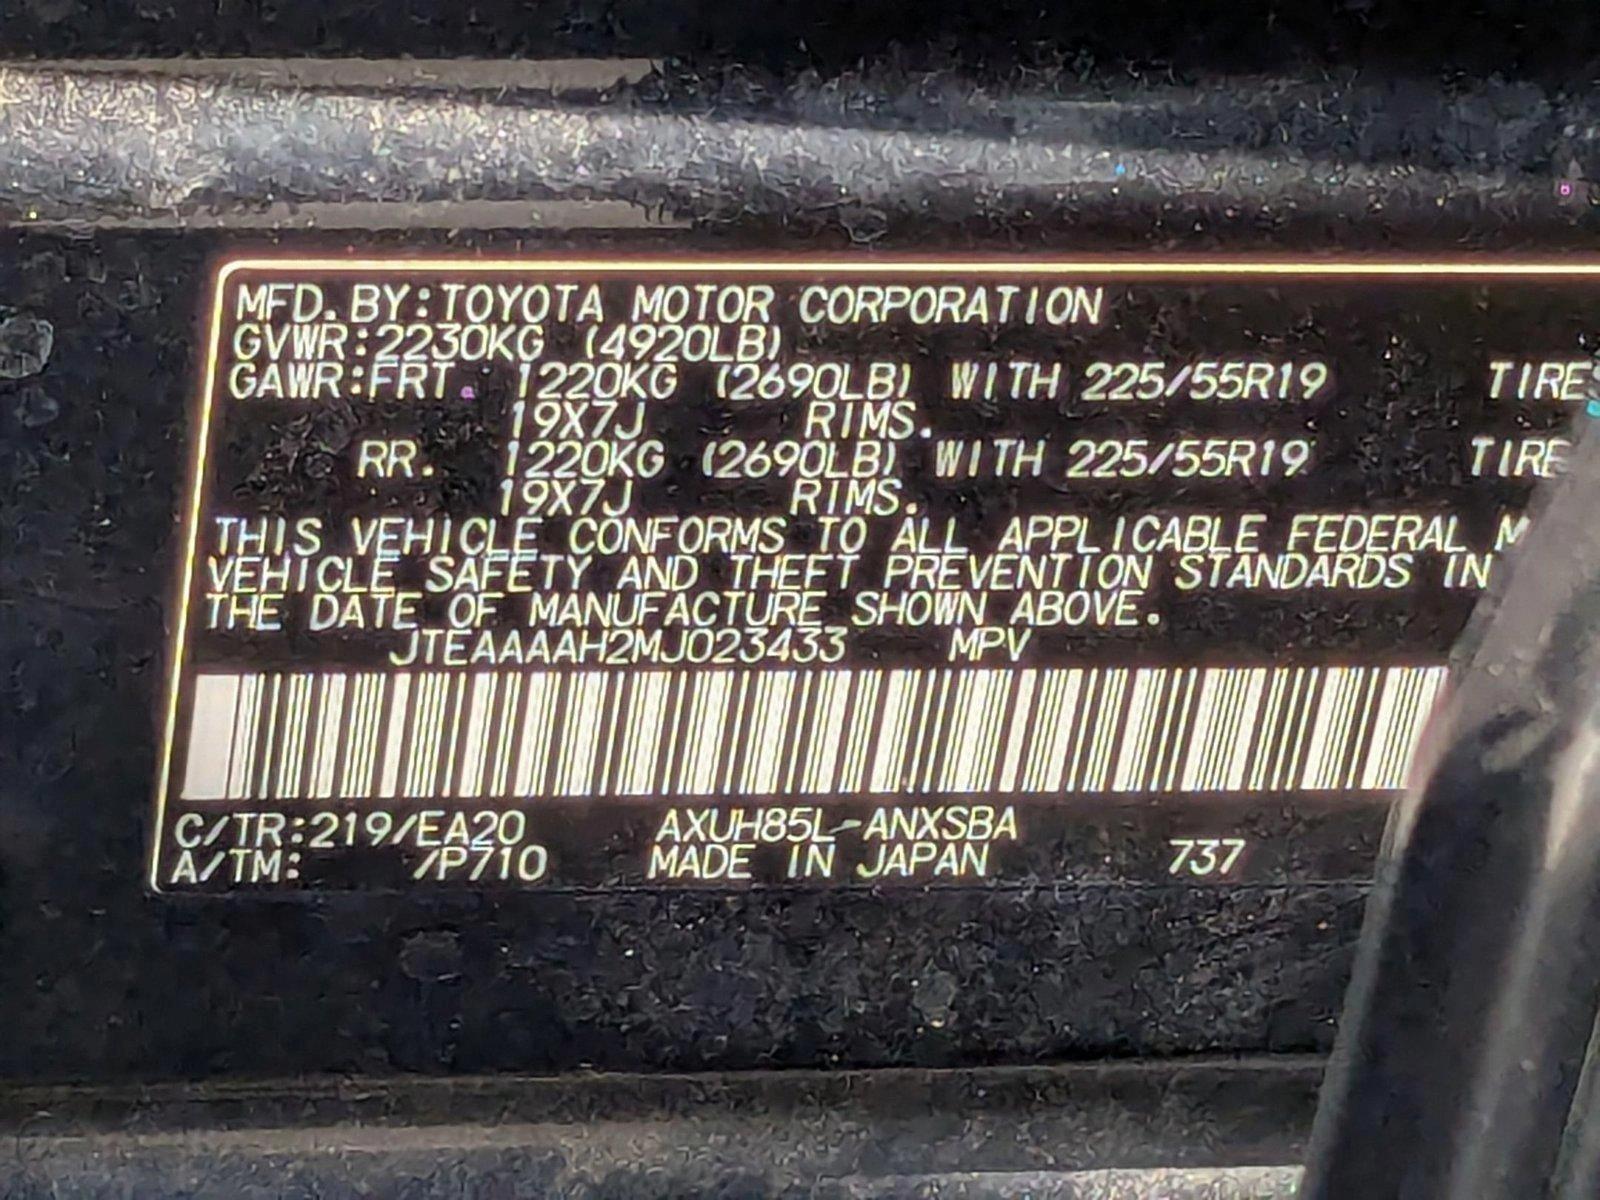 MFD.BY:TOYOTA MOTOR CORPORATION
GVWR:2230KG (4920LB)
GAWR:FRT. 1220KG (2690LB) WITH 225/55R19 TIRES
19X7J RIMS.
RR. 1220KG (2690LB) WITH 225/55R19 TIRE
19X7J RIMS.
THIS VEHICLE CONFORMS TO ALL APPLICABLE FEDERAL M
VEHICLE SAFETY AND THEFT PREVENTION STANDARDS IN
THE DATE OF MANUFACTURE SHOWN ABOVE.
JTEAAAAH2MJ023433 MPV
C/TR:219/EA20 AXUH85L-ANXSBA
A/TM: /P710 MADE IN JAPAN 737